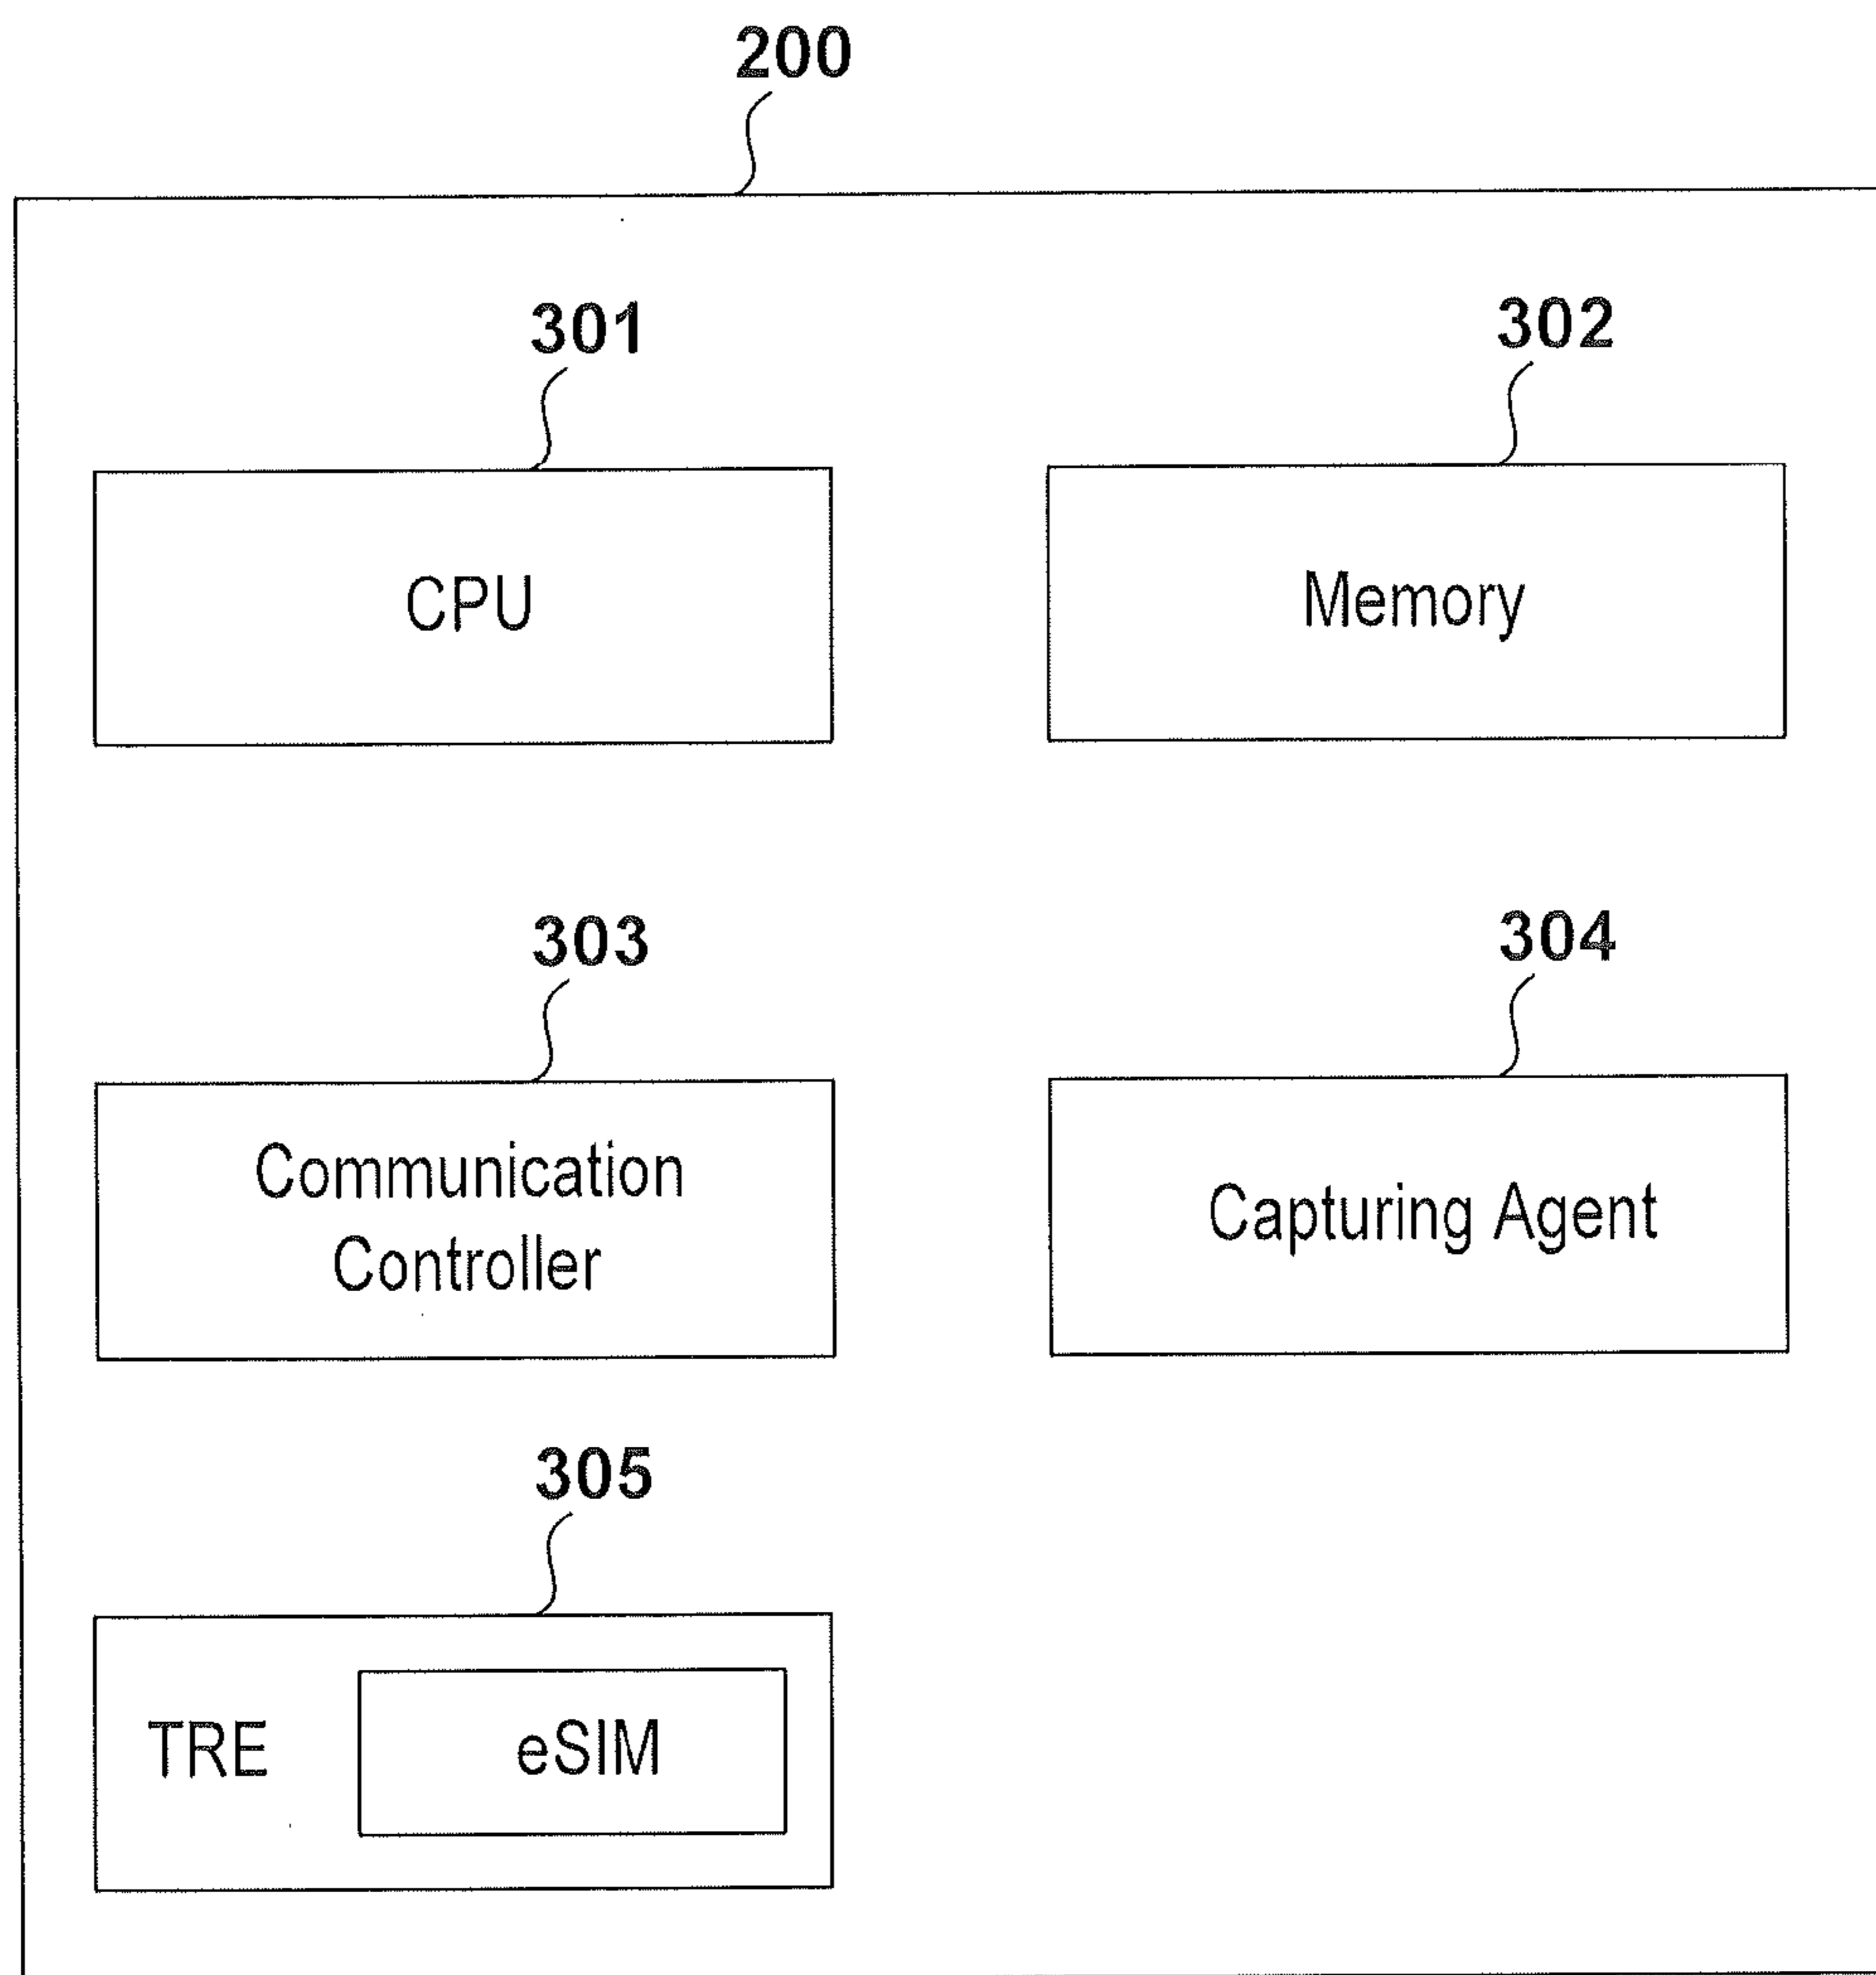 200
301
302
CPU
Memory
303
304
Communication
Controller
Capturing Agent
305
TRE
eSIM